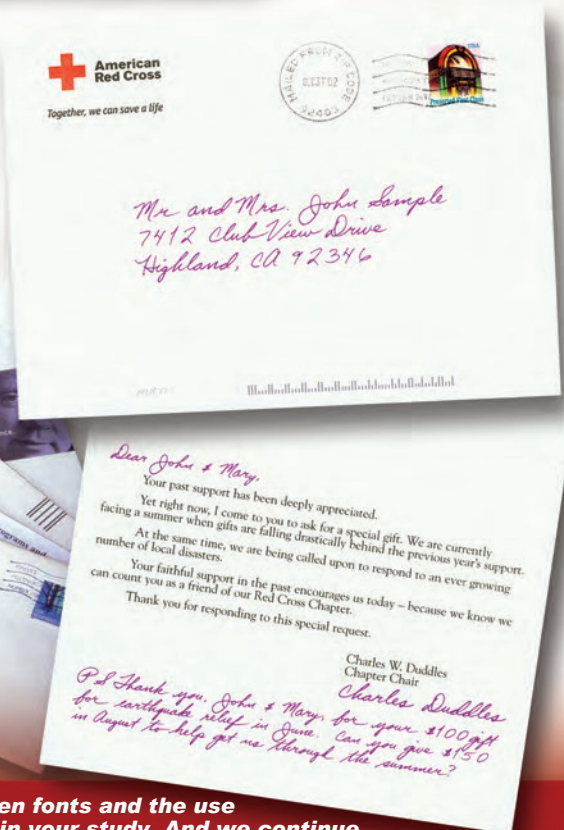 American
Red Cross
Together, we can save a life
MAILED FROM ZIP CODE
92403
USA
Mr and Mrs. John Sample
7412 Club View Drive
Highland, CA 92346
Dear John & Mary,
Your past support has been deeply appreciated.
Yet right now, I come to you to ask for a special gift. We are currently
facing a summer when gifts are falling drastically behind the previous year's support.
At the same time, we are being called upon to respond to an ever growing
number of local disasters.
Your faithful support in the past encourages us today – because we know we
can count you as a friend of our Red Cross Chapter.
Thank you for responding to this special request.
Charles W. Duddles
Chapter Chair
Charles Duddles
P.S Thank you, John & Mary, for your $100 gift
for earthquake relief in June. Can you give $150
in August to help get us through the summer?
en fonts and the use
in your study. And we continue